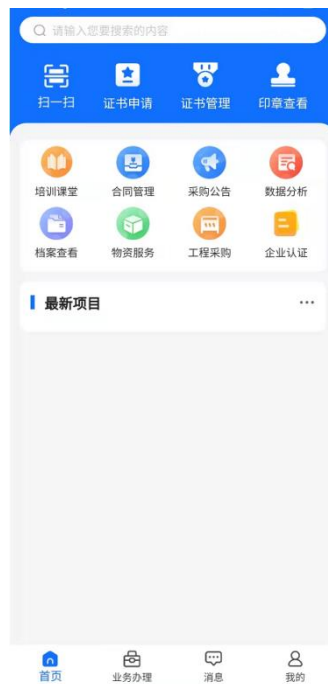 请输入您要搜索的内容
扫一扫 证书申请 证书管理 印章查看
培训课堂 合同管理 采购公告 数据分析
档案查看 物资服务 工程采购 企业认证
最新项目
首页 业务办理 消息 我的